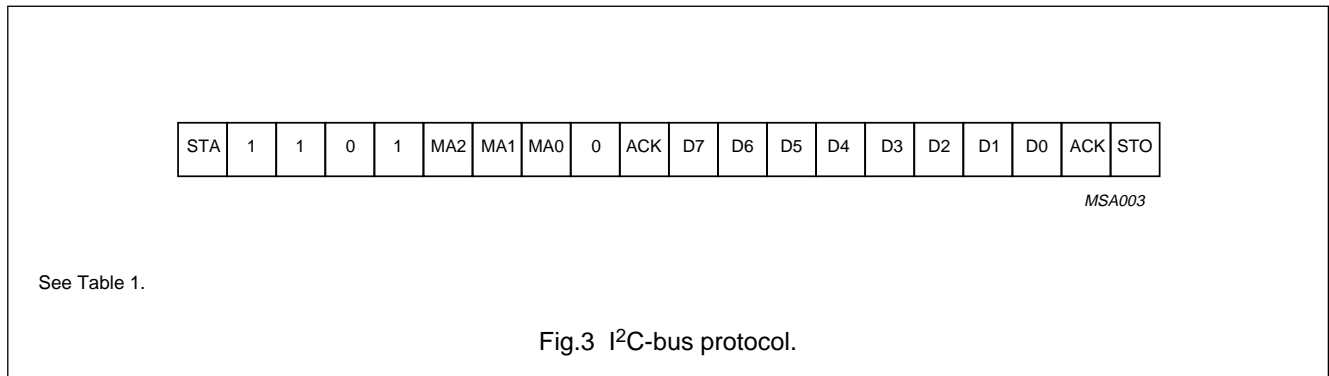 STA 1 1 0 1 MA2 MA1 MA0 0 ACK D7 D6 D5 D4 D3 D2 D1 D0 ACK STO
MSA003
See Table 1.
Fig.3 I²C-bus protocol.